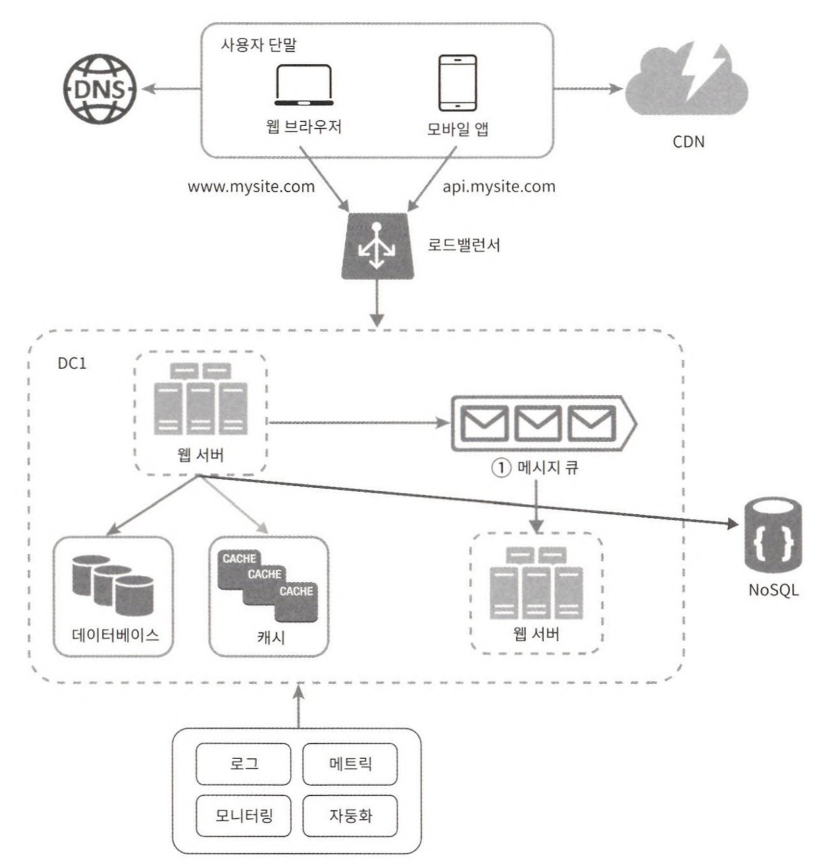 사용자 단말
DNS
웹 브라우저
모바일 앱
CDN
www.mysite.com
api.mysite.com
로드밸런서
DC1
웹 서버
① 메시지 큐
데이터베이스
CACHE
CACHE
CACHE
캐시
웹 서버
{ }
NoSQL
로그
메트릭
모니터링
자동화